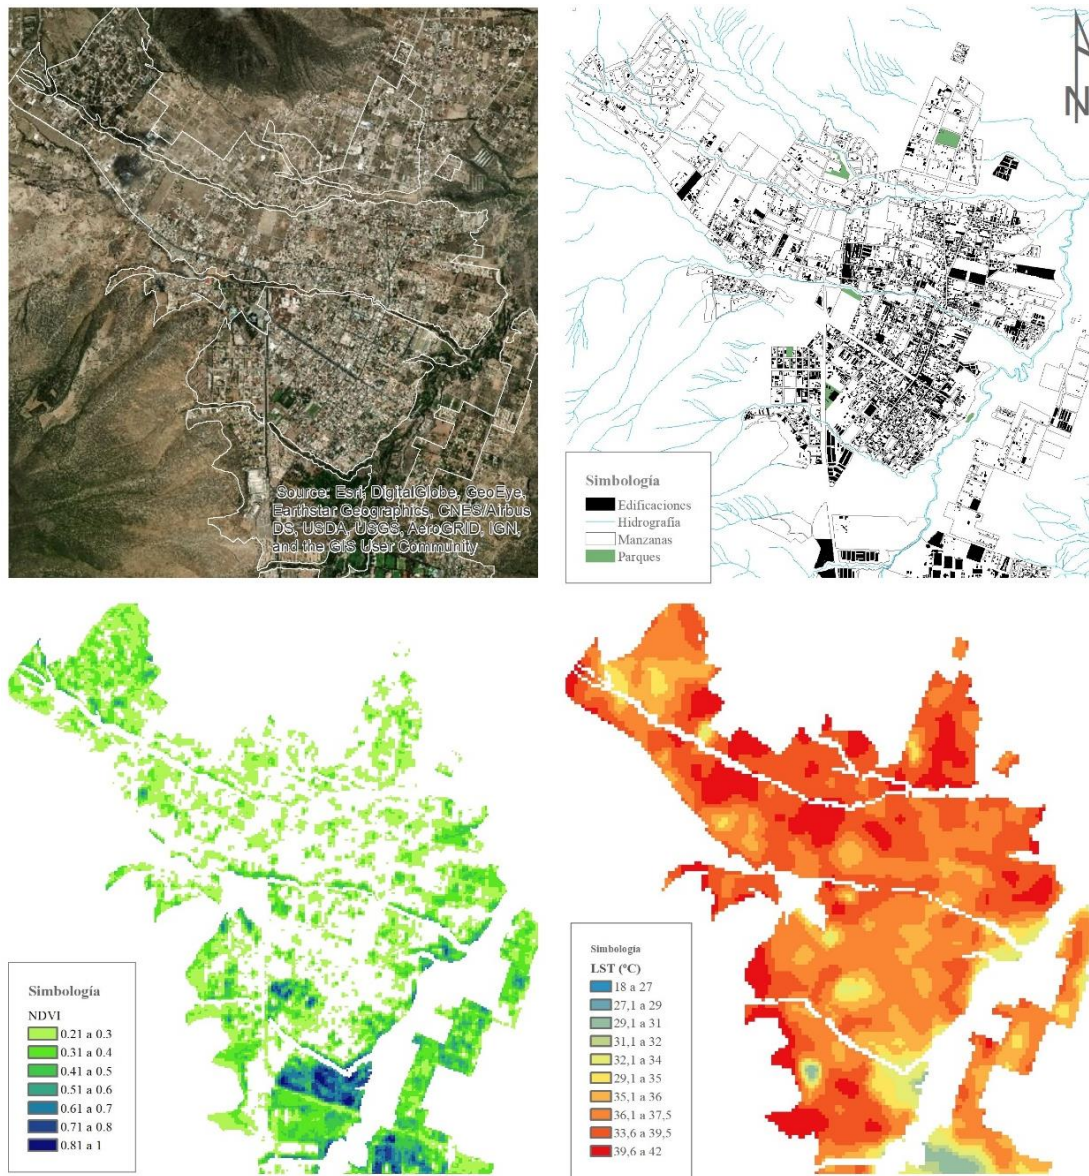 Source: Esri, DigitalGlobe, GeoEye,
Earthstar Geographics, CNES/Airbus
DS, USDA, USGS, AeroGRID, IGN,
and the GIS User Community
N
Simbología
Edificaciones
Hidrografía
Manzanas
Parques
Simbología
NDVI
0.21 a 0.3
0.31 a 0.4
0.41 a 0.5
0.51 a 0.6
0.61 a 0.7
0.71 a 0.8
0.81 a 1
Simbología
LST (ºC)
18 a 27
27,1 a 29
29,1 a 31
31,1 a 32
32,1 a 34
29,1 a 35
35,1 a 36
36,1 a 37,5
33,6 a 39,5
39,6 a 42